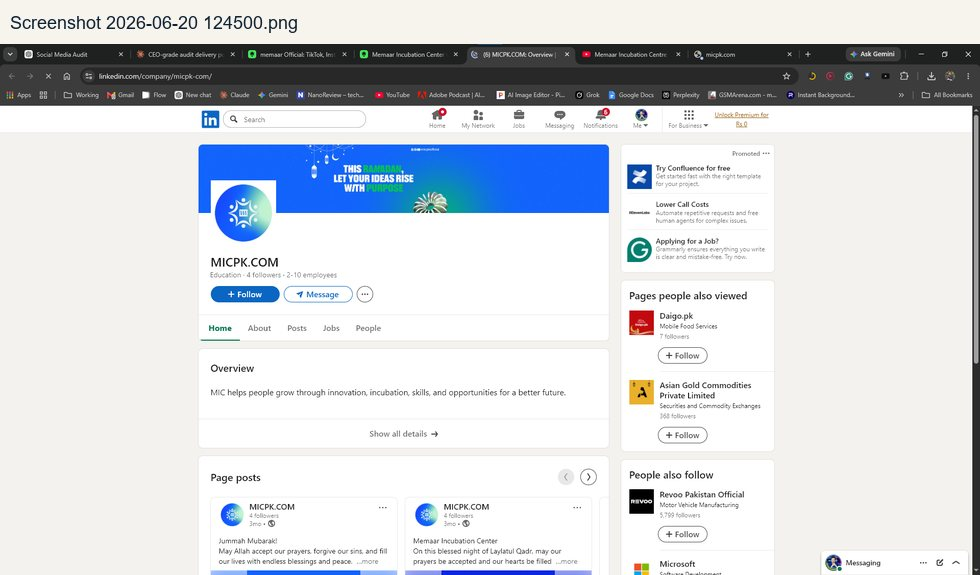 Screenshot 2026-06-20 124500.png
Social Media Audit
CEO-grade audit delivery p
memaar Official: TikTok, Ins
Memaar Incubation Center
(6) MICPK.COM: Overview |
Memaar Incubation Centre
micpk.com
Ask Gemini
linkedin.com/company/micpk-com/
Apps
Working
Gmail
Flow
New chat
Claude
Gemini
NanoReview – tech...
YouTube
Adobe Podcast | AI...
AI Image Editor - Pi...
Grok
Google Docs
Perplexity
GSMArena.com - m...
Instant Background...
All Bookmarks
in
Search
Home
My Network
Jobs
Messaging
Notifications
Me
For Business
Unlock Premium for
Rs 0
THIS RAMADAN,
LET YOUR IDEAS RISE
WITH PURPOSE
MICPK.COM
Education · 4 followers · 2-10 employees
+ Follow
Message
Home
About
Posts
Jobs
People
Overview
MIC helps people grow through innovation, incubation, skills, and opportunities for a better future.
Show all details →
Page posts
MICPK.COM
4 followers
3mo •
Jummah Mubarak!
May Allah accept our prayers, forgive our sins, and fill
our lives with endless blessings and peace. ...more
MICPK.COM
4 followers
3mo •
Memaar Incubation Center
On this blessed night of Laylatul Qadr, may our
prayers be accepted and our hearts be filled ...more
Promoted
Try Confluence for free
Get started fast with the right template
for your project.
Lower Call Costs
Automate repetitive requests and free
human agents for complex issues.
Applying for a Job?
Grammarly ensures everything you write
is clear and mistake-free. Try now.
Pages people also viewed
Daigo.pk
Mobile Food Services
7 followers
+ Follow
Asian Gold Commodities
Private Limited
Securities and Commodity Exchanges
368 followers
+ Follow
People also follow
REVOO
Revoo Pakistan Official
Motor Vehicle Manufacturing
5,799 followers
+ Follow
Microsoft
Software Development
Messaging